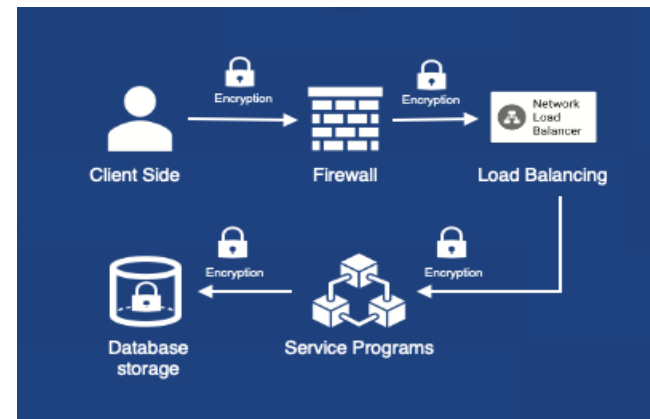 Encryption
Encryption
Network
Load
Balancer
Client Side
Firewall
Load Balancing
Encryption
Encryption
Database
storage
Service Programs